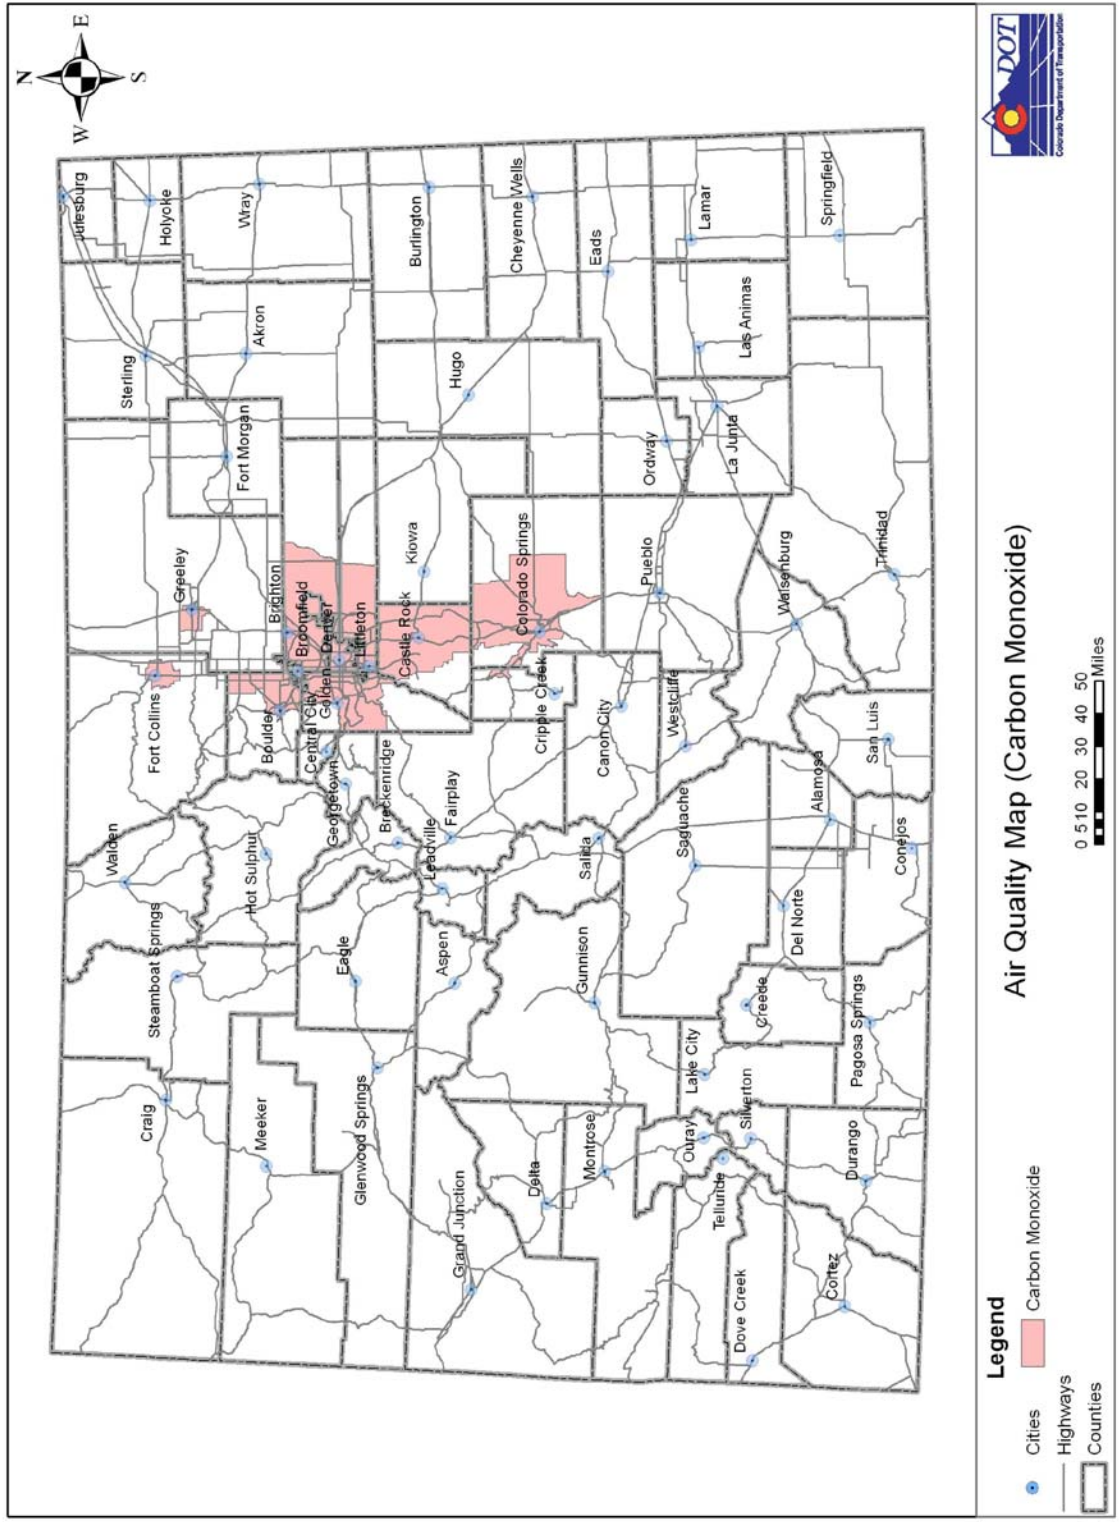 N
W
E
S
Julesburg
Holyoke
Wray
Burlington
Cheyenne Wells
Eads
Lamar
Springfield
Sterling
Akron
Hugo
Las Animas
Fort Morgan
Ordway
La Junta
Greeley
Brighton
Broomfield
Denver
Littleton
Kiowa
Castle Rock
Colorado Springs
Pueblo
Walsenburg
Trinidad
Fort Collins
Boulder
Central City
Golden
Georgetown
Breckenridge
Fairplay
Cripple Creek
Canon City
Westcliffe
San Luis
Walden
Hot Sulphur
Leadville
Salida
Saguache
Alamosa
Conejos
Steamboat Springs
Eagle
Aspen
Gunnison
Del Norte
Creede
Pagosa Springs
Craig
Meeker
Glenwood Springs
Lake City
Silverton
Ouray
Montrose
Delta
Grand Junction
Telluride
Durango
Dove Creek
Cortez
Legend
Cities
Highways
Counties
Carbon Monoxide
Air Quality Map (Carbon Monoxide)
0 5 10 20 30 40 50
Miles
DOT
Colorado Department of Transportation